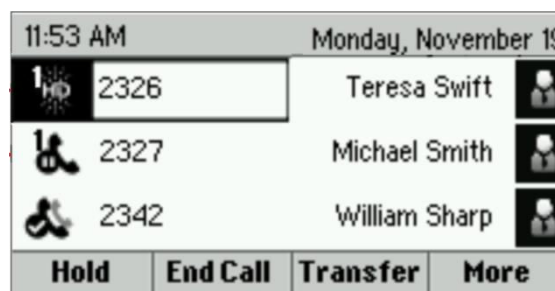 11:53 AM Monday, November 19
1 HD 2326 Teresa Swift
1 2327 Michael Smith
2342 William Sharp
Hold End Call Transfer More